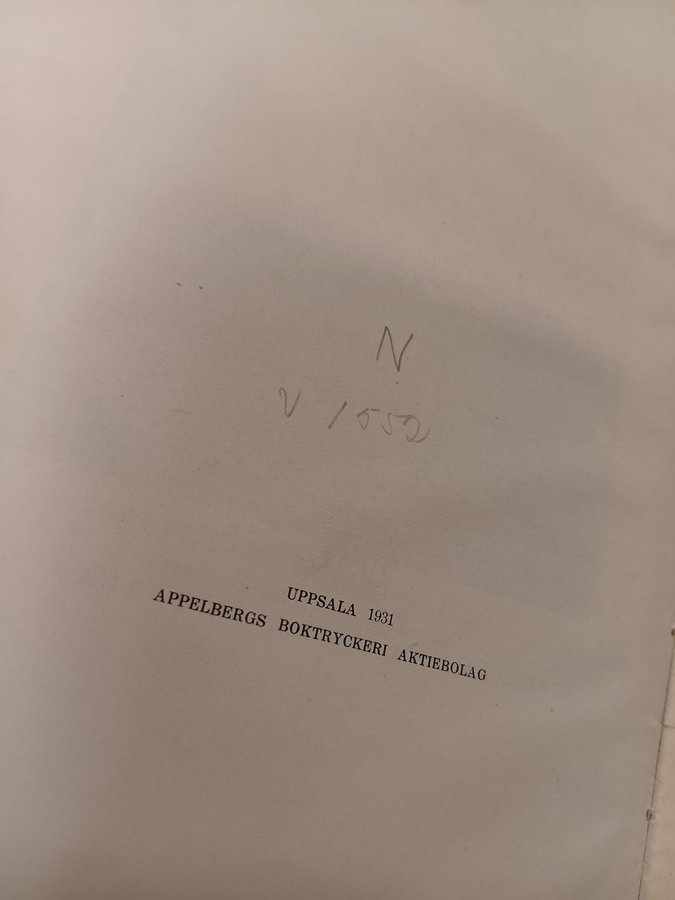 N
V 1552
UPPSALA 1931
APPELBERGS BOKTRYCKERI AKTIEBOLAG